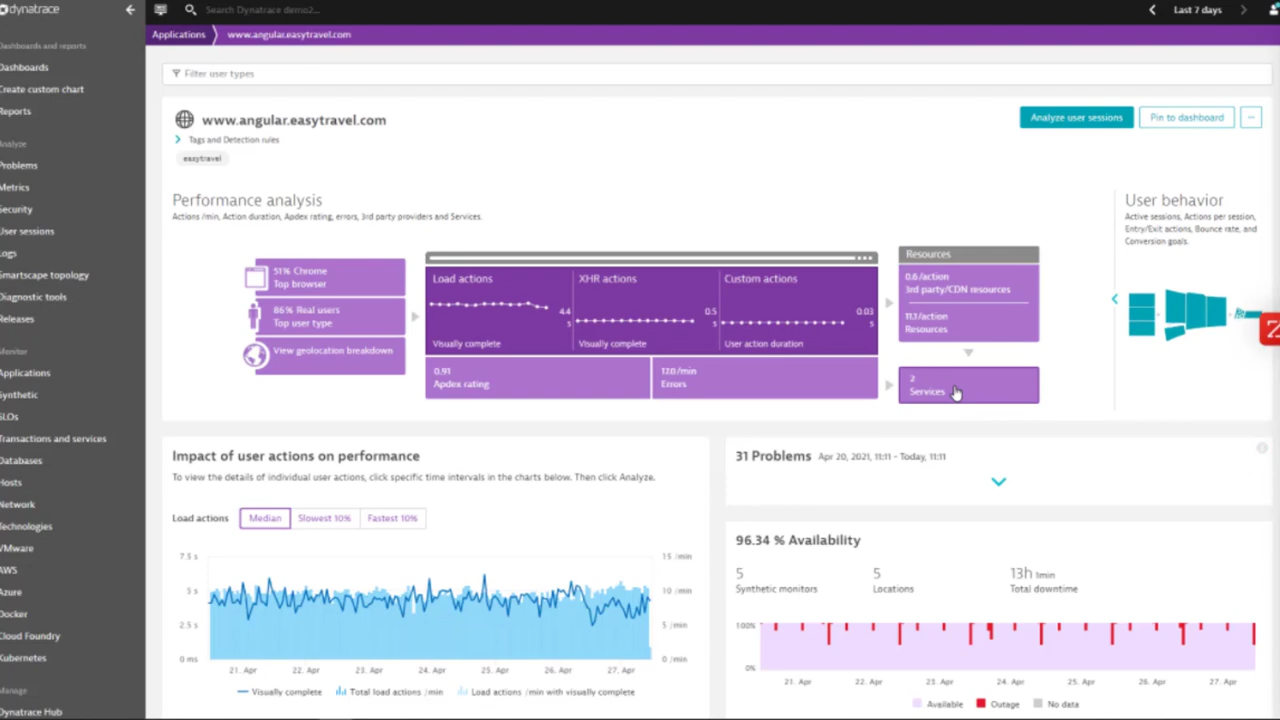 dynatrace
Search Dynatrace demo2...
Last 7 days
Applications
www.angular.easytravel.com
Dashboards and reports
Dashboards
Create custom chart
Reports
Analyze
Problems
Metrics
Security
User sessions
Logs
Smartscape topology
Diagnostic tools
Releases
Monitor
Applications
Synthetic
SLOs
Transactions and services
Databases
Hosts
Network
Technologies
VMware
AWS
Azure
Docker
Cloud Foundry
Kubernetes
Manage
Dynatrace Hub
Filter user types
www.angular.easytravel.com
Tags and Detection rules
easytravel
Analyze user sessions
Pin to dashboard
...
Performance analysis
Actions /min, Action duration, Apdex rating, errors, 3rd party providers and Services.
51% Chrome
Top browser
86% Real users
Top user type
View geolocation breakdown
Load actions
4.4
s
Visually complete
XHR actions
0.5
s
Visually complete
Custom actions
0.03
s
User action duration
0.91
Apdex rating
17.0 /min
Errors
Resources
0.6 /action
3rd party/CDN resources
11.1 /action
Resources
2
Services
User behavior
Active sessions, Actions per session,
Entry/Exit actions, Bounce rate, and
Conversion goals.
Impact of user actions on performance
To view the details of individual user actions, click specific time intervals in the charts below. Then click Analyze.
Load actions
Median
Slowest 10%
Fastest 10%
7.5 s
5 s
2.5 s
0 ms
15 /min
10 /min
5 /min
0 /min
21. Apr 22. Apr 23. Apr 24. Apr 25. Apr 26. Apr 27. Apr
Visually complete Total load actions /min Load actions /min with visually complete
31 Problems Apr 20, 2021, 11:11 - Today, 11:11
96.34 % Availability
5
Synthetic monitors
5
Locations
13h 1min
Total downtime
100%
0%
21. Apr 22. Apr 23. Apr 24. Apr 25. Apr 26. Apr 27. Apr
Available Outage No data